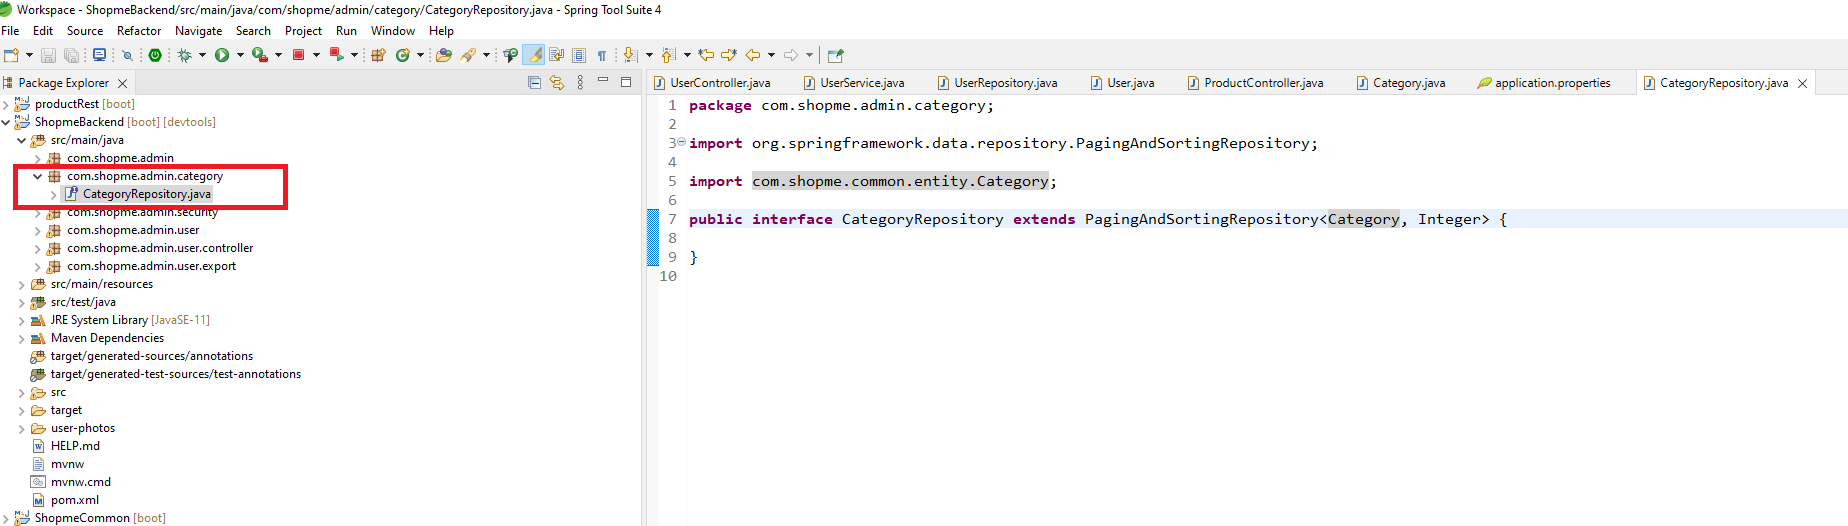 Workspace - ShopmeBackend/src/main/java/com/shopme/admin/category/CategoryRepository.java - Spring Tool Suite 4
File Edit Source Refactor Navigate Search Project Run Window Help
Package Explorer
productRest [boot]
ShopmeBackend [boot] [devtools]
src/main/java
com.shopme.admin
com.shopme.admin.category
CategoryRepository.java
com.shopme.admin.security
com.shopme.admin.user
com.shopme.admin.user.controller
com.shopme.admin.user.export
src/main/resources
src/test/java
JRE System Library [JavaSE-11]
Maven Dependencies
target/generated-sources/annotations
target/generated-test-sources/test-annotations
src
target
user-photos
HELP.md
mvnw
mvnw.cmd
pom.xml
ShopmeCommon [boot]
UserController.java UserService.java UserRepository.java User.java ProductController.java Category.java application.properties CategoryRepository.java
1 package com.shopme.admin.category;
2
3 import org.springframework.data.repository.PagingAndSortingRepository;
4
5 import com.shopme.common.entity.Category;
6
7 public interface CategoryRepository extends PagingAndSortingRepository<Category, Integer> {
8
9 }
10